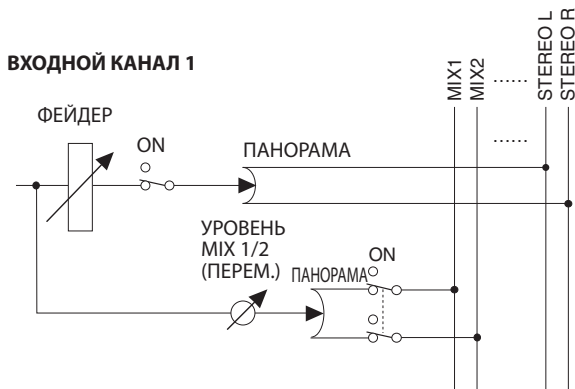 ВХОДНОЙ КАНАЛ 1
MIX1
MIX2
......
STEREO L
STEREO R
......
ФЕЙДЕР
ON
ПАНОРАМА
УРОВЕНЬ
MIX 1/2
(ПЕРЕМ.)
ПАНОРАМА
ON